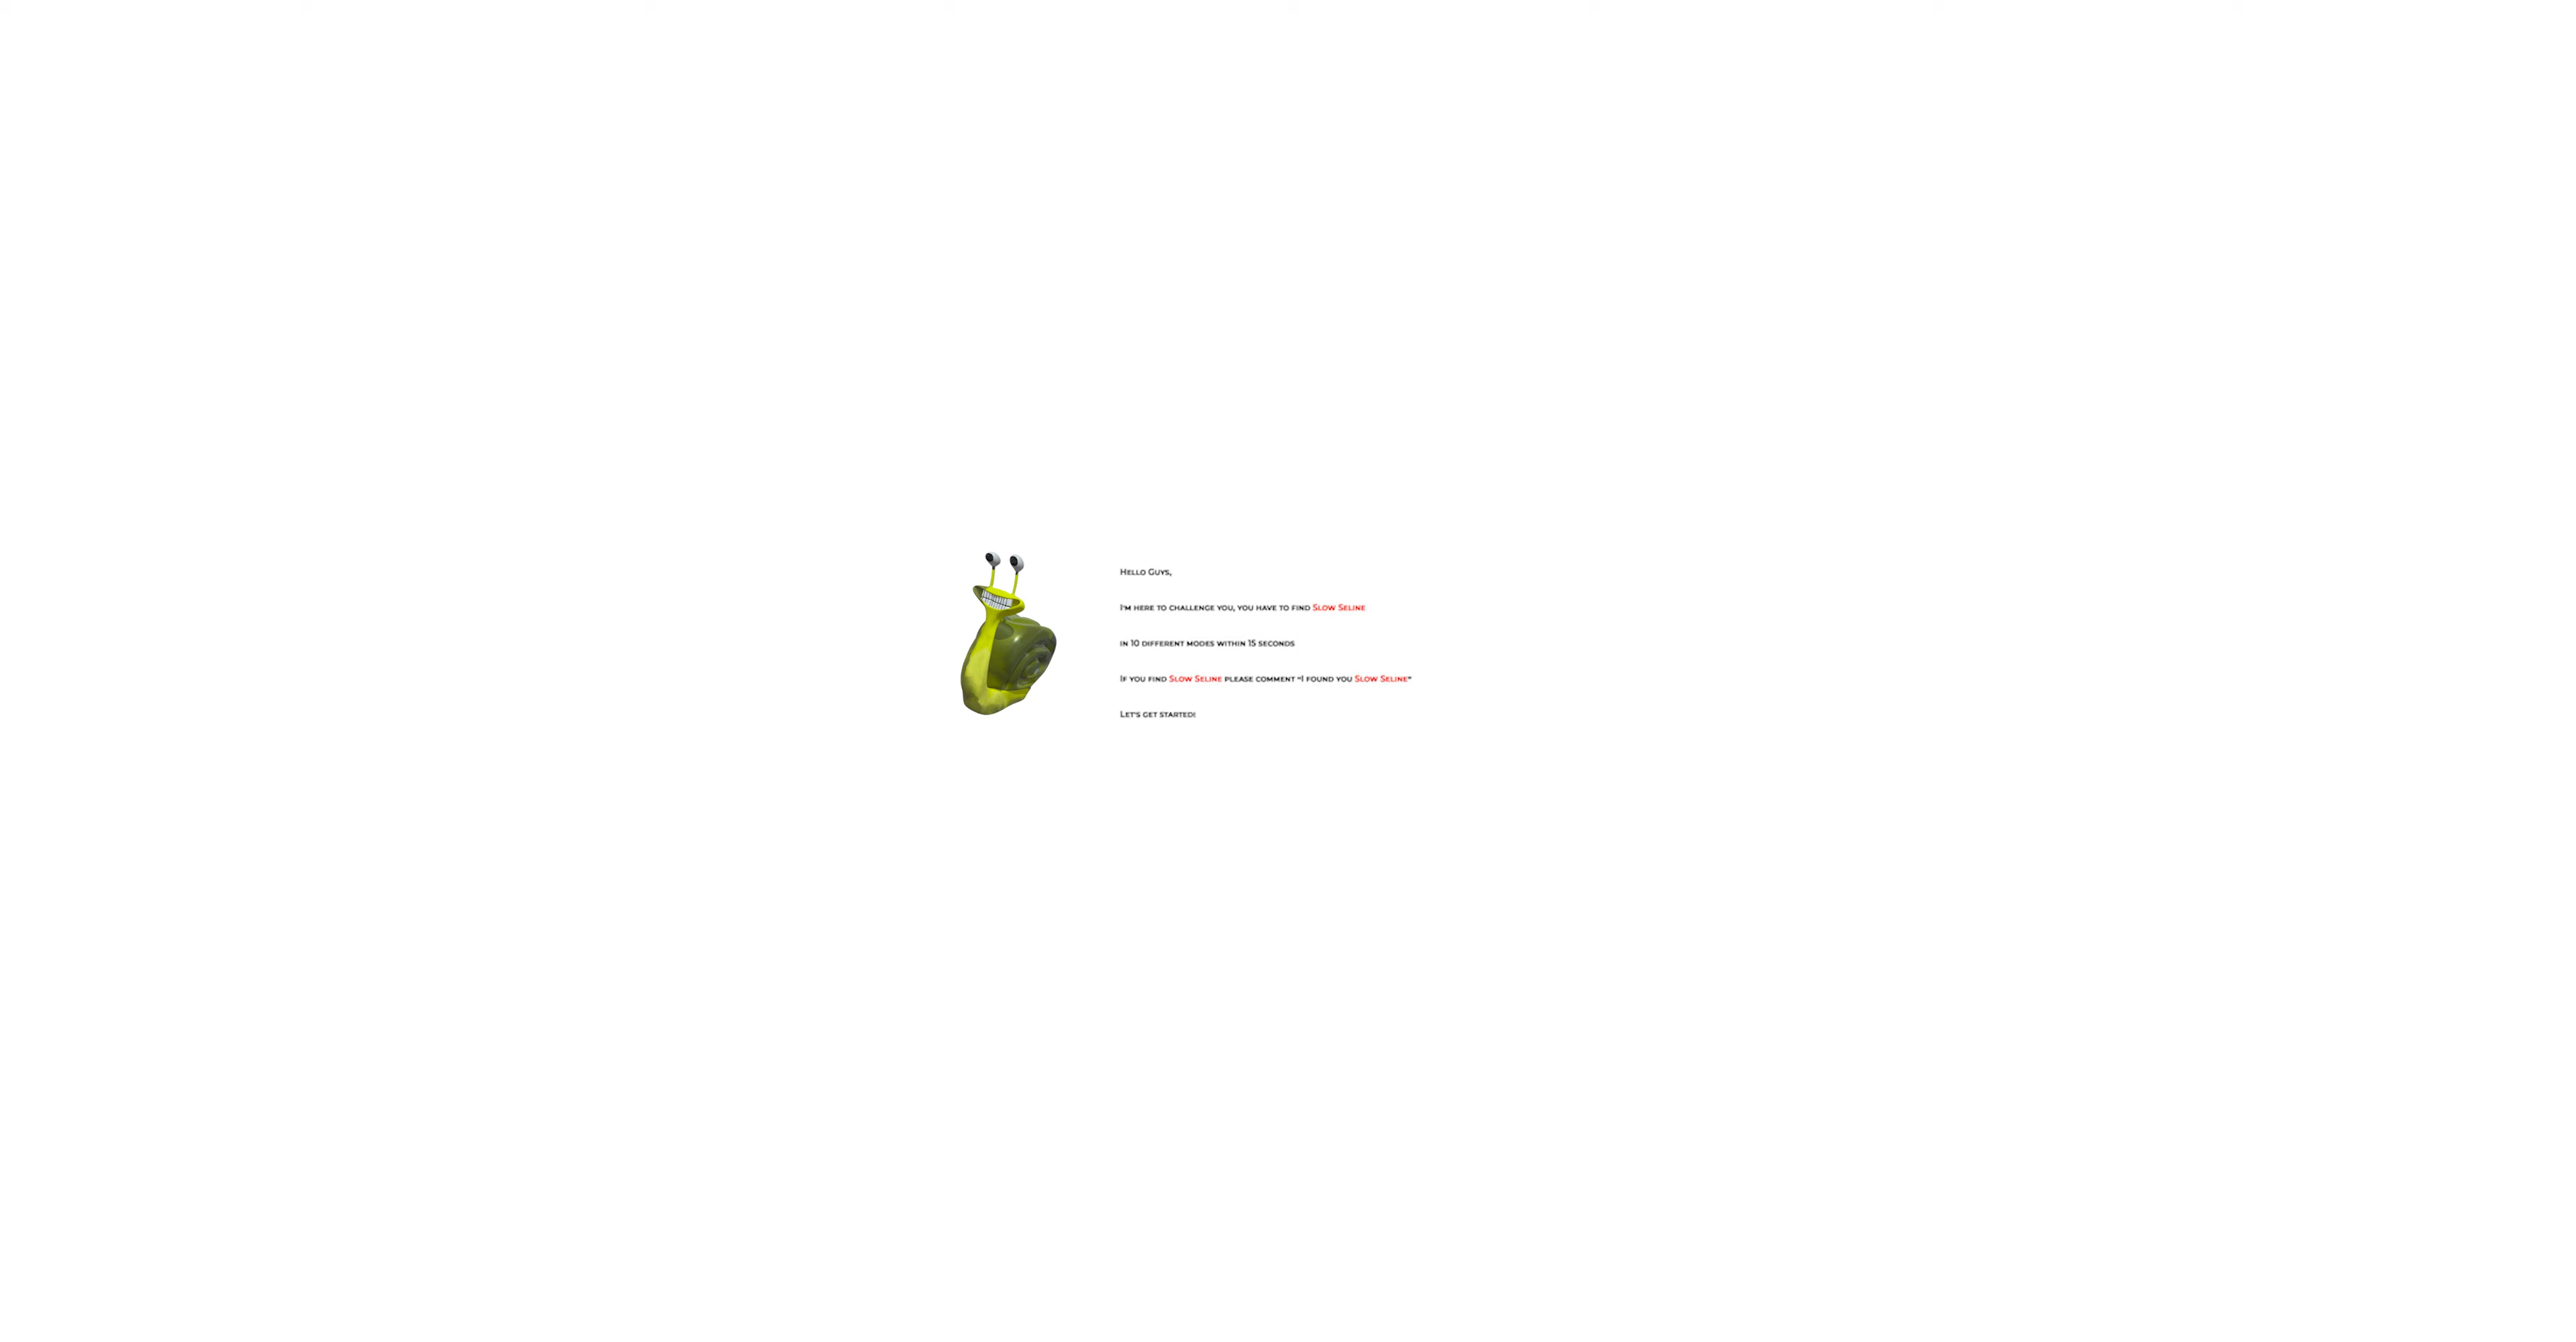 Hello Guys,
I'm here to challenge you, you have to find Slow Seline
in 10 different modes within 15 seconds
If you find Slow Seline please comment "I found you Slow Seline"
Let's get started!